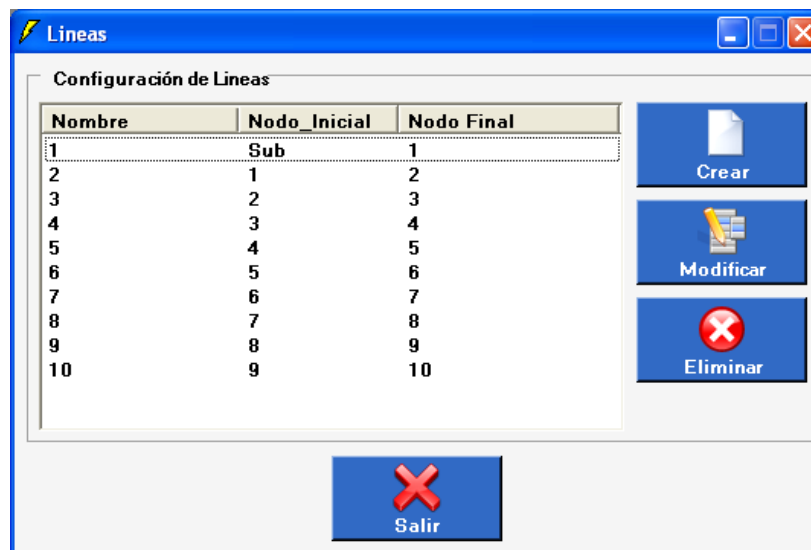 Lineas
Configuración de Lineas
Nombre Nodo_Inicial Nodo Final
1 Sub 1
2 1 2
3 2 3
4 3 4
5 4 5
6 5 6
7 6 7
8 7 8
9 8 9
10 9 10
Crear
Modificar
Eliminar
Salir